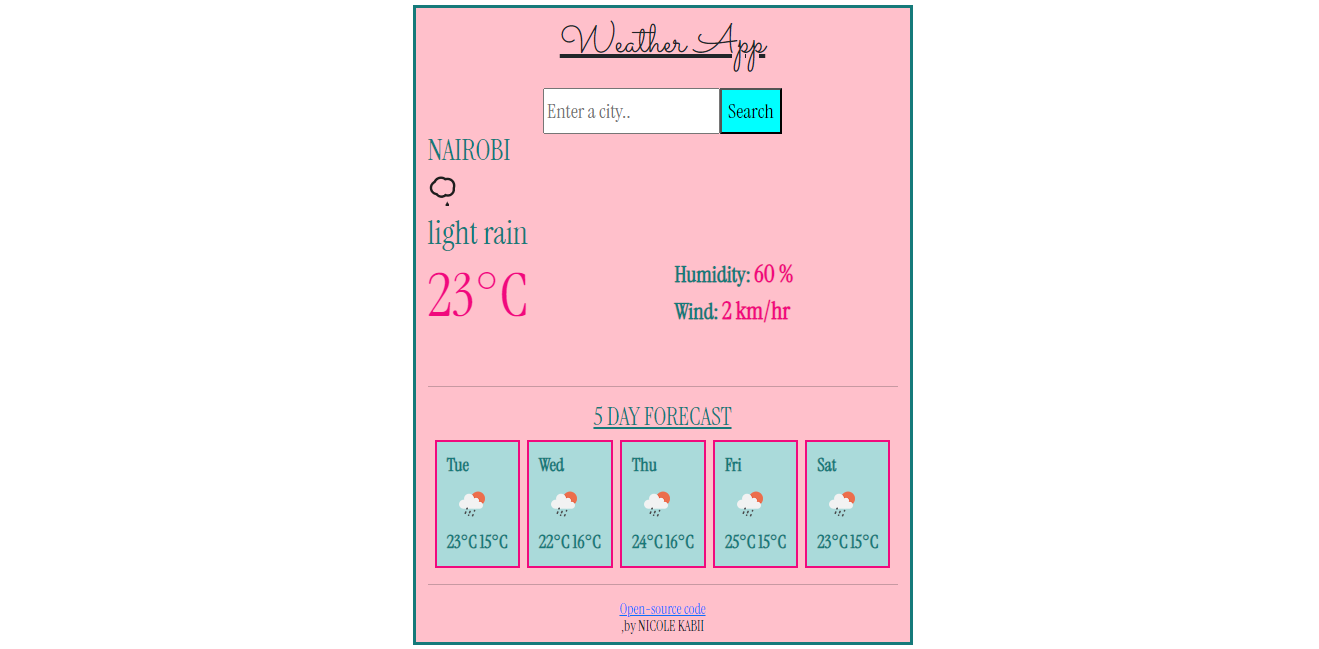 Weather App
Enter a city.. Search
NAIROBI
light rain
23°C
Humidity: 60 %
Wind: 2 km/hr
5 DAY FORECAST
Tue Wed Thu Fri Sat
23°C 15°C 22°C 16°C 24°C 16°C 25°C 15°C 23°C 15°C
Open-source code
,by NICOLE KABII